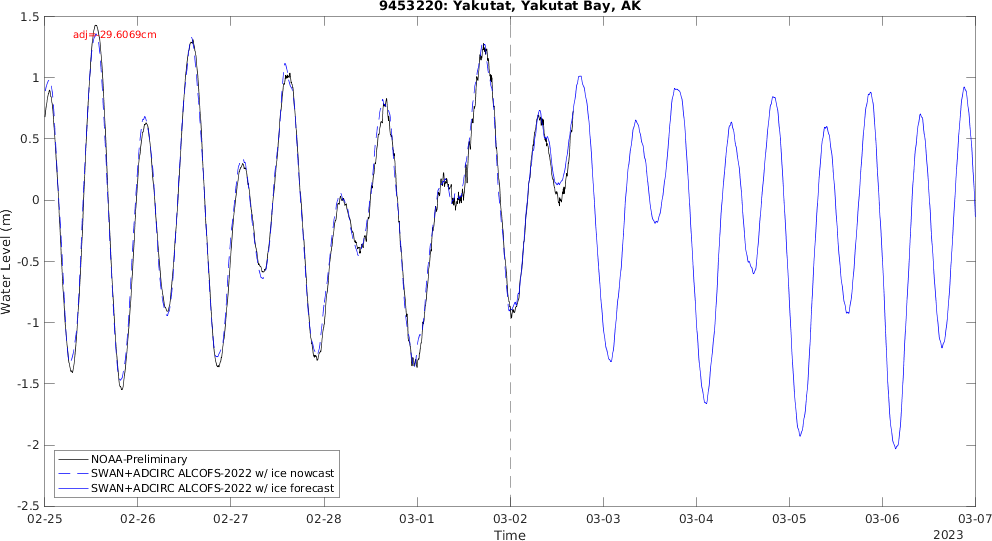 9453220: Yakutat, Yakutat Bay, AK
adj=-29.6069cm
1.5
1
0.5
0
-0.5
-1
-1.5
-2
-2.5
Water Level (m)
NOAA-Preliminary
SWAN+ADCIRC ALCOFS-2022 w/ ice nowcast
SWAN+ADCIRC ALCOFS-2022 w/ ice forecast
02-25 02-26 02-27 02-28 03-01 03-02 03-03 03-04 03-05 03-06 03-07
Time
2023